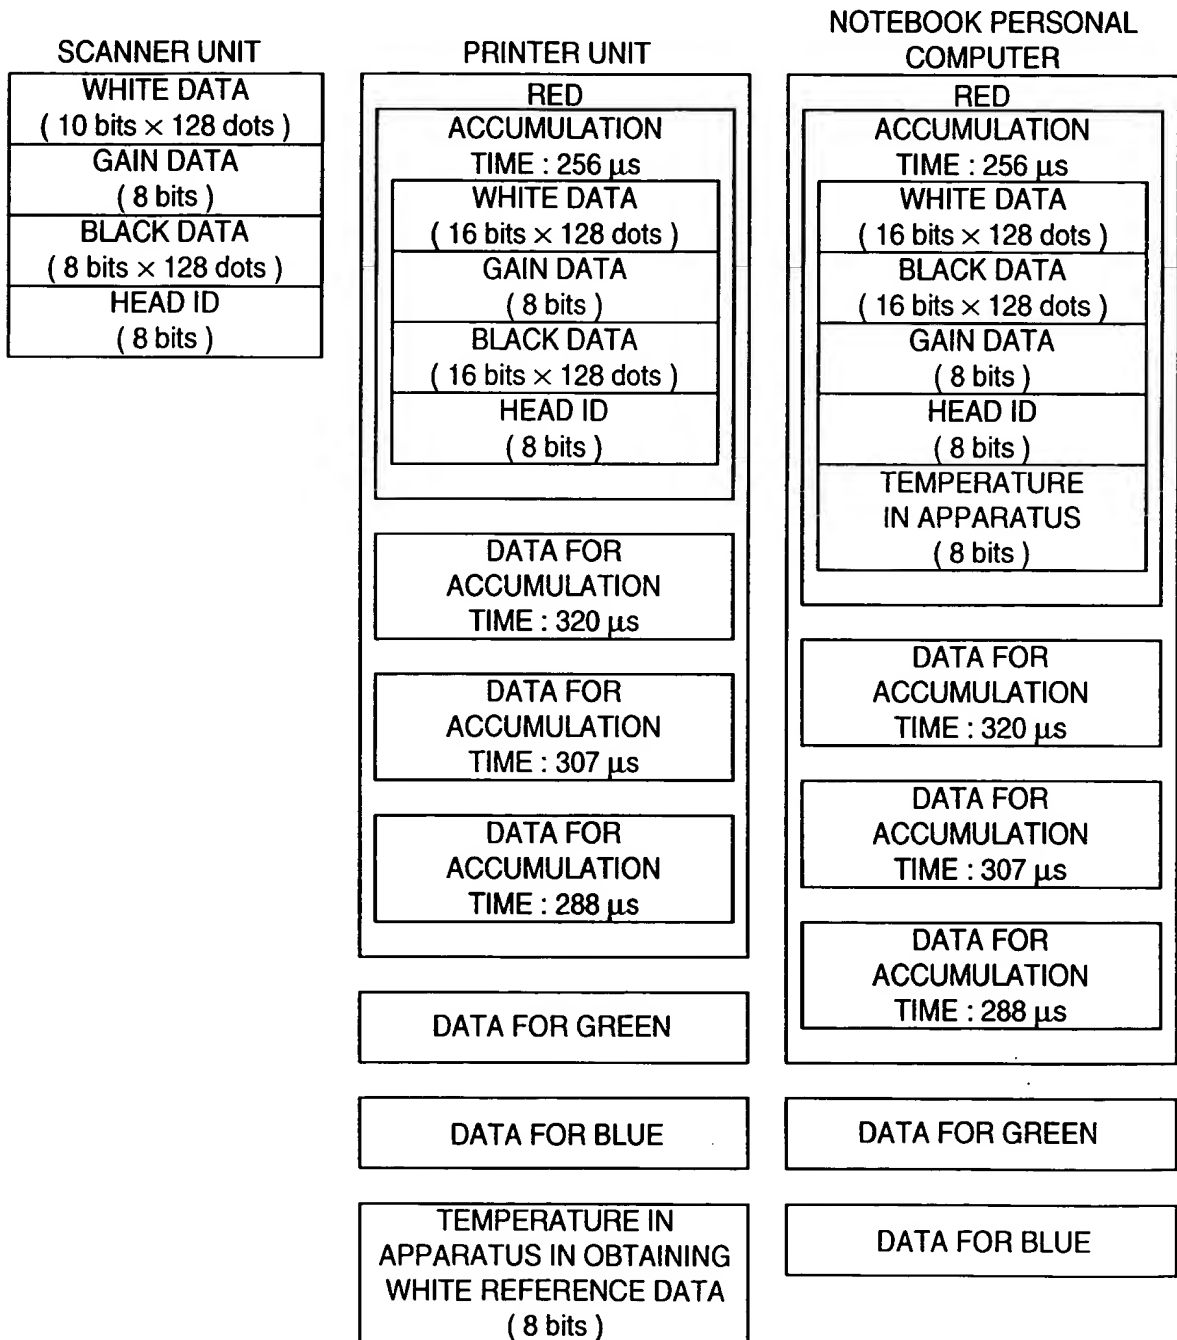 SCANNER UNIT
WHITE DATA
( 10 bits × 128 dots )
GAIN DATA
( 8 bits )
BLACK DATA
( 8 bits × 128 dots )
HEAD ID
( 8 bits )
PRINTER UNIT
RED
ACCUMULATION
TIME : 256 μs
WHITE DATA
( 16 bits × 128 dots )
GAIN DATA
( 8 bits )
BLACK DATA
( 16 bits × 128 dots )
HEAD ID
( 8 bits )
DATA FOR
ACCUMULATION
TIME : 320 μs
DATA FOR
ACCUMULATION
TIME : 307 μs
DATA FOR
ACCUMULATION
TIME : 288 μs
DATA FOR GREEN
DATA FOR BLUE
TEMPERATURE IN
APPARATUS IN OBTAINING
WHITE REFERENCE DATA
( 8 bits )
NOTEBOOK PERSONAL
COMPUTER
RED
ACCUMULATION
TIME : 256 μs
WHITE DATA
( 16 bits × 128 dots )
BLACK DATA
( 16 bits × 128 dots )
GAIN DATA
( 8 bits )
HEAD ID
( 8 bits )
TEMPERATURE
IN APPARATUS
( 8 bits )
DATA FOR
ACCUMULATION
TIME : 320 μs
DATA FOR
ACCUMULATION
TIME : 307 μs
DATA FOR
ACCUMULATION
TIME : 288 μs
DATA FOR GREEN
DATA FOR BLUE